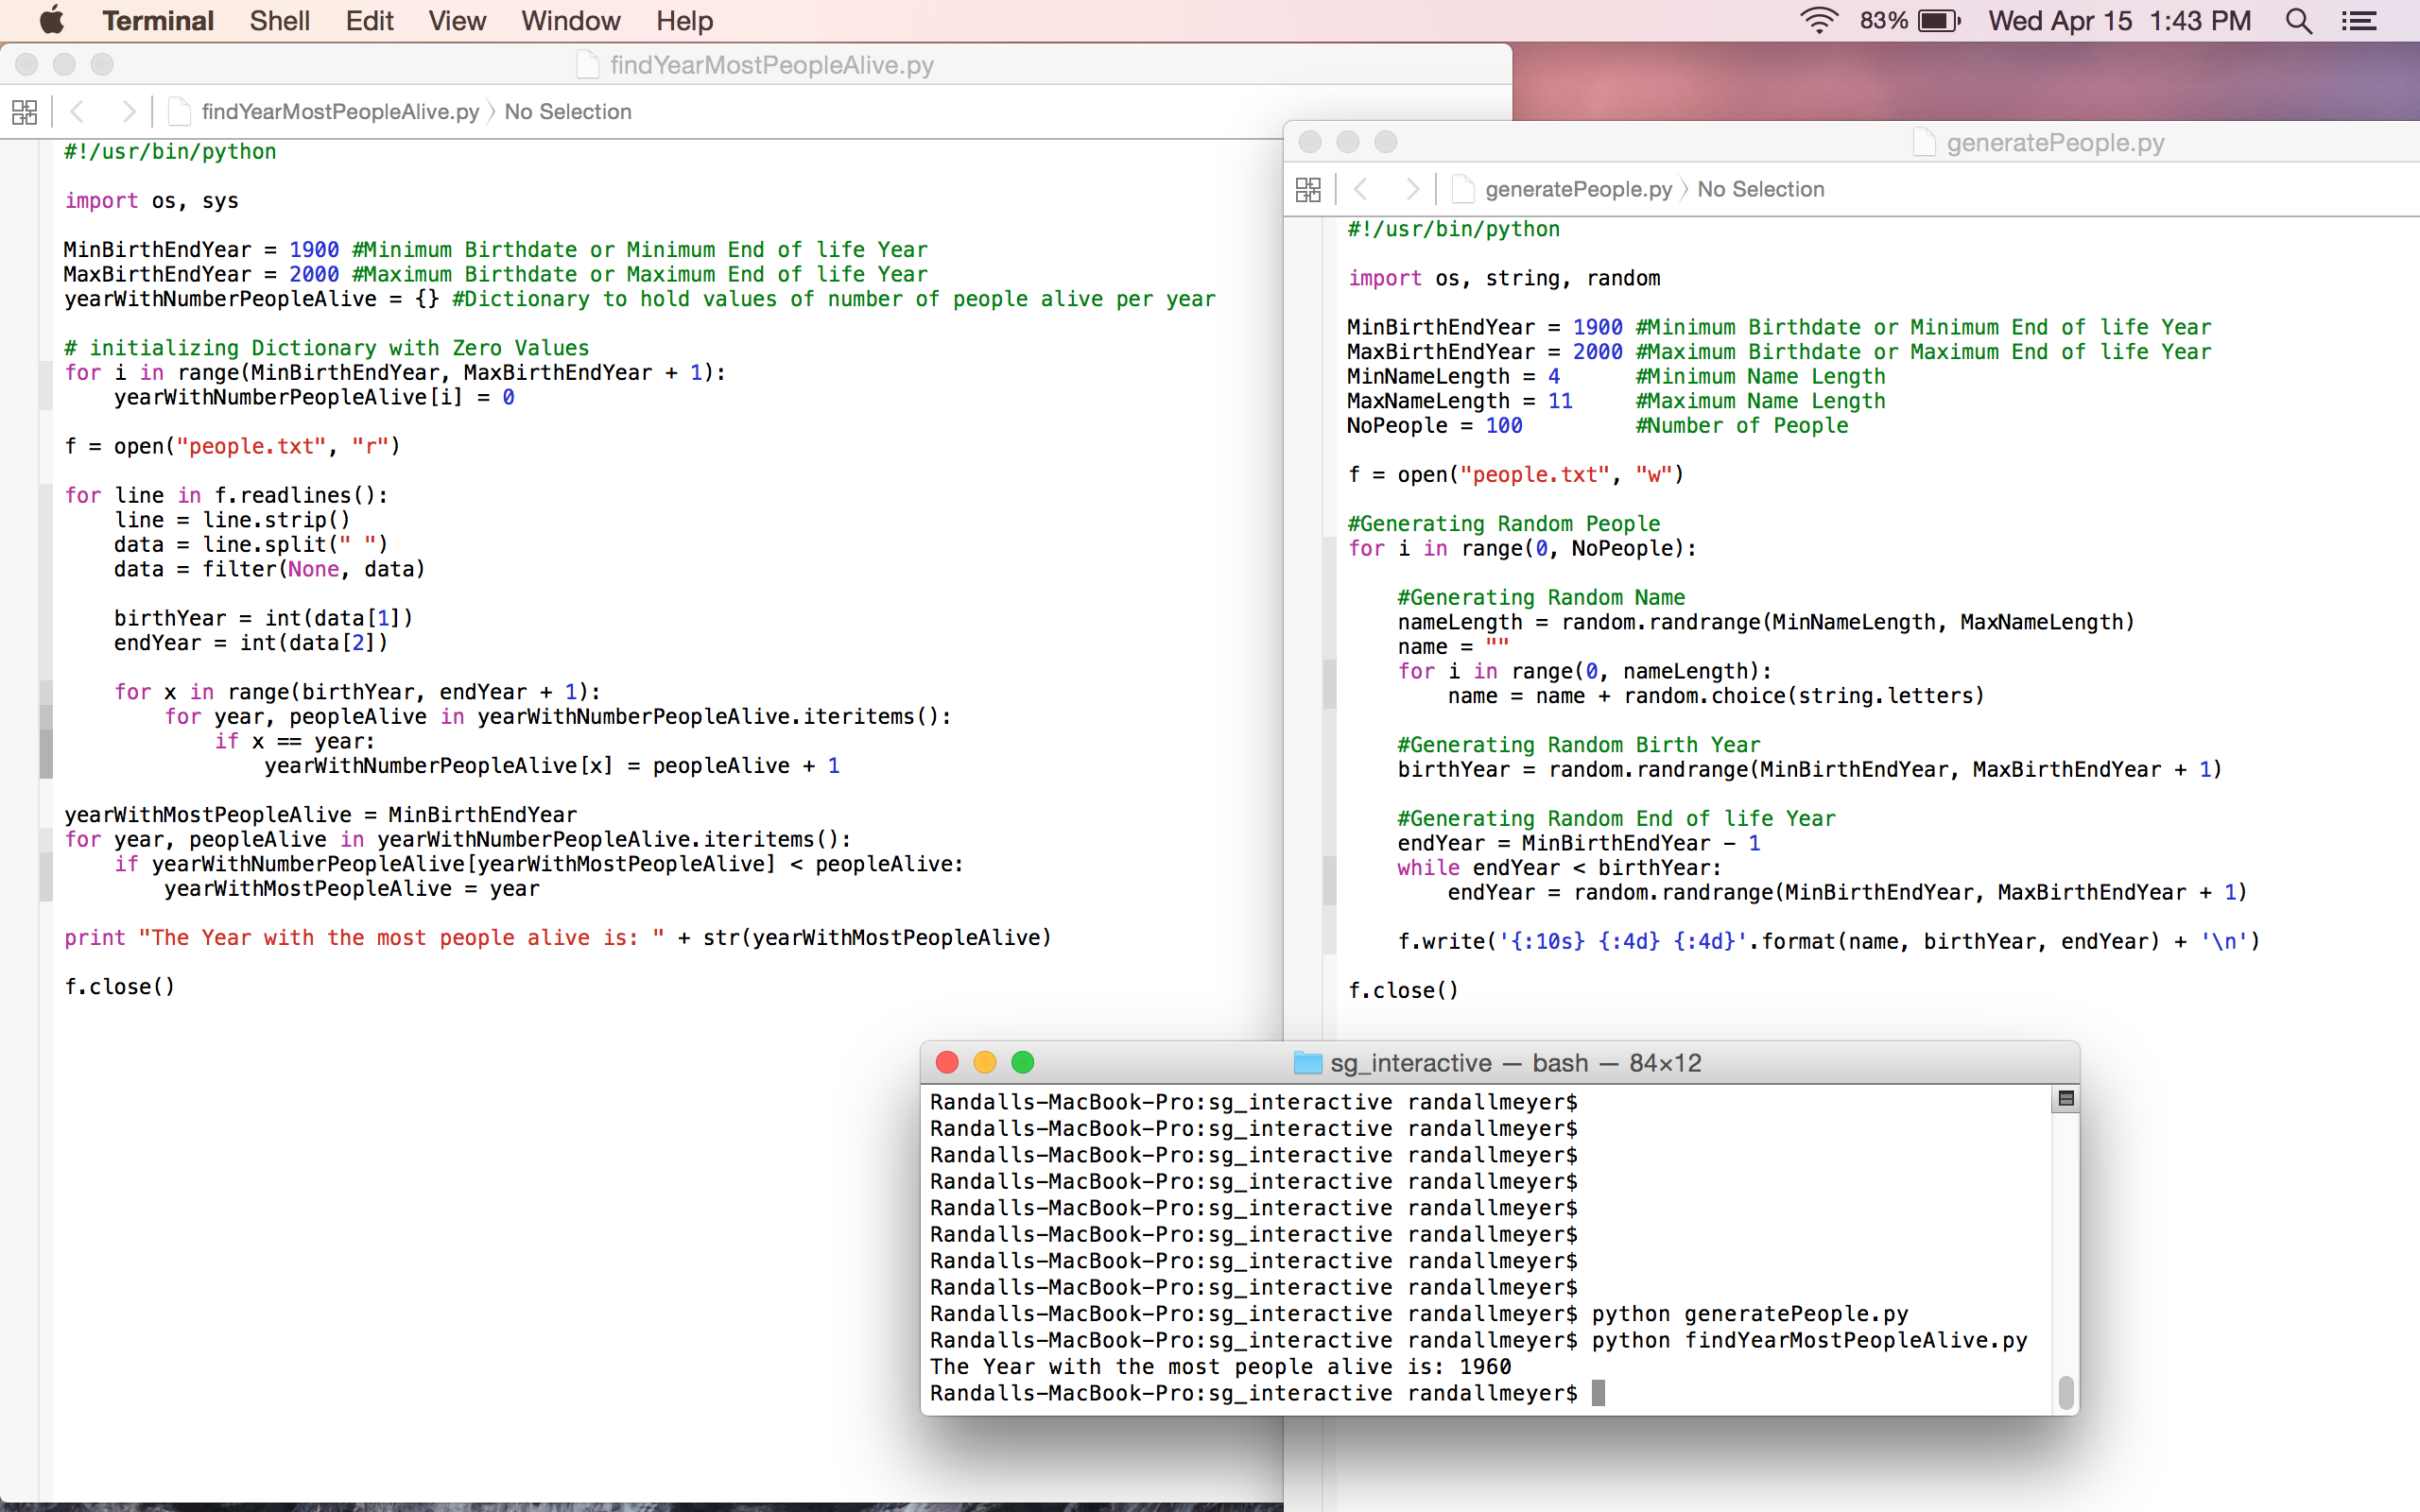 Terminal Shell Edit View Window Help 83% Wed Apr 15 1:43 PM
findYearMostPeopleAlive.py
findYearMostPeopleAlive.py No Selection
#!/usr/bin/python
import os, sys
MinBirthEndYear = 1900 #Minimum Birthdate or Minimum End of life Year
MaxBirthEndYear = 2000 #Maximum Birthdate or Maximum End of life Year
yearWithNumberPeopleAlive = {} #Dictionary to hold values of number of people alive per year
# initializing Dictionary with Zero Values
for i in range(MinBirthEndYear, MaxBirthEndYear + 1):
    yearWithNumberPeopleAlive[i] = 0
f = open("people.txt", "r")
for line in f.readlines():
    line = line.strip()
    data = line.split(" ")
    data = filter(None, data)
    birthYear = int(data[1])
    endYear = int(data[2])
    for x in range(birthYear, endYear + 1):
        for year, peopleAlive in yearWithNumberPeopleAlive.iteritems():
            if x == year:
                yearWithNumberPeopleAlive[x] = peopleAlive + 1
yearWithMostPeopleAlive = MinBirthEndYear
for year, peopleAlive in yearWithNumberPeopleAlive.iteritems():
    if yearWithNumberPeopleAlive[yearWithMostPeopleAlive] < peopleAlive:
        yearWithMostPeopleAlive = year
print "The Year with the most people alive is: " + str(yearWithMostPeopleAlive)
f.close()
generatePeople.py
generatePeople.py No Selection
#!/usr/bin/python
import os, string, random
MinBirthEndYear = 1900 #Minimum Birthdate or Minimum End of life Year
MaxBirthEndYear = 2000 #Maximum Birthdate or Maximum End of life Year
MinNameLength = 4      #Minimum Name Length
MaxNameLength = 11     #Maximum Name Length
NoPeople = 100         #Number of People
f = open("people.txt", "w")
#Generating Random People
for i in range(0, NoPeople):
    #Generating Random Name
    nameLength = random.randrange(MinNameLength, MaxNameLength)
    name = ""
    for i in range(0, nameLength):
        name = name + random.choice(string.letters)
    #Generating Random Birth Year
    birthYear = random.randrange(MinBirthEndYear, MaxBirthEndYear + 1)
    #Generating Random End of life Year
    endYear = MinBirthEndYear - 1
    while endYear < birthYear:
        endYear = random.randrange(MinBirthEndYear, MaxBirthEndYear + 1)
    f.write('{:10s} {:4d} {:4d}'.format(name, birthYear, endYear) + '\n')
f.close()
sg_interactive — bash — 84×12
Randalls-MacBook-Pro:sg_interactive randallmeyer$
Randalls-MacBook-Pro:sg_interactive randallmeyer$
Randalls-MacBook-Pro:sg_interactive randallmeyer$
Randalls-MacBook-Pro:sg_interactive randallmeyer$
Randalls-MacBook-Pro:sg_interactive randallmeyer$
Randalls-MacBook-Pro:sg_interactive randallmeyer$
Randalls-MacBook-Pro:sg_interactive randallmeyer$
Randalls-MacBook-Pro:sg_interactive randallmeyer$
Randalls-MacBook-Pro:sg_interactive randallmeyer$ python generatePeople.py
Randalls-MacBook-Pro:sg_interactive randallmeyer$ python findYearMostPeopleAlive.py
The Year with the most people alive is: 1960
Randalls-MacBook-Pro:sg_interactive randallmeyer$